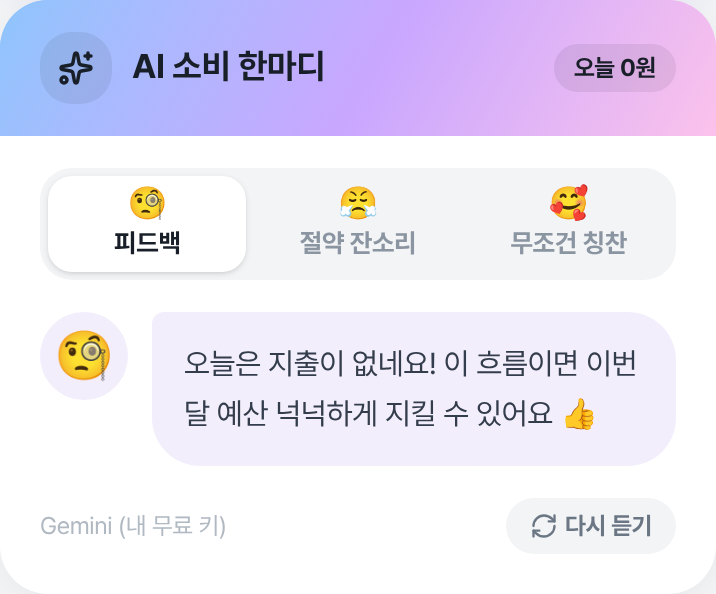 AI 소비 한마디
오늘 0원
🧐
피드백
😤
절약 잔소리
🥰
무조건 칭찬
🧐
오늘은 지출이 없네요! 이 흐름이면 이번
달 예산 넉넉하게 지킬 수 있어요 👍
Gemini (내 무료 키)
다시 듣기